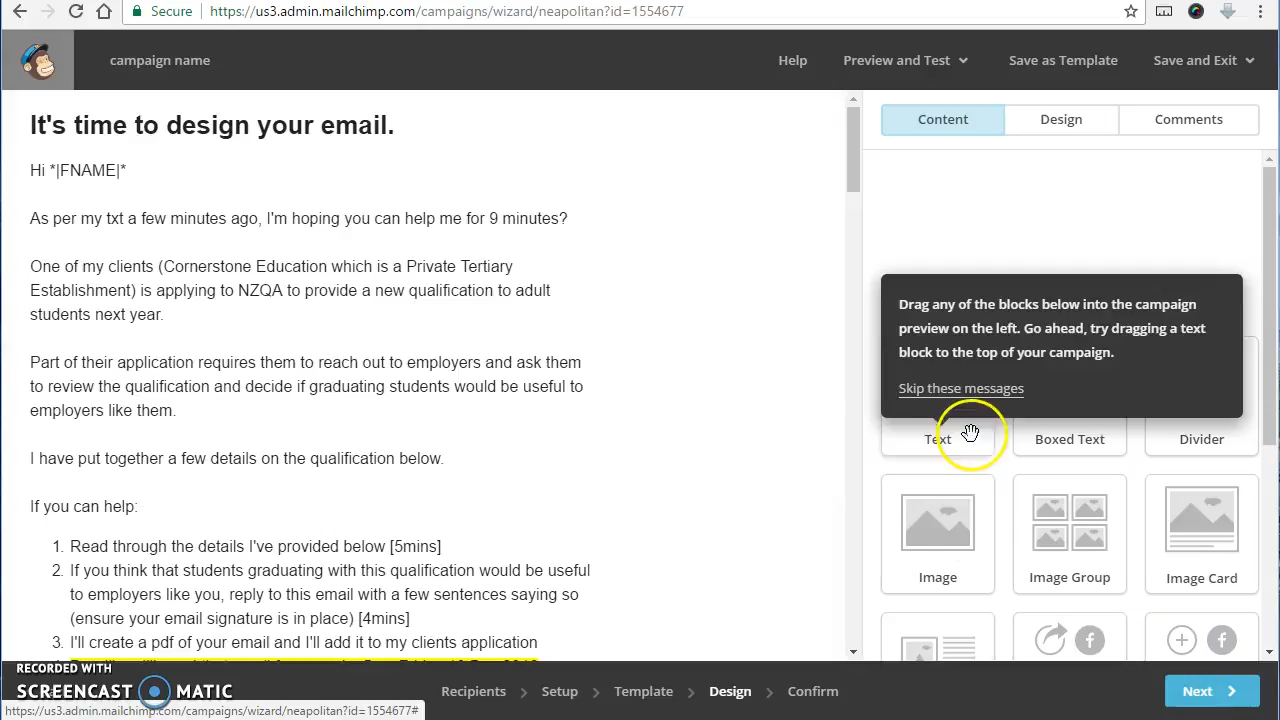 Secure
https://us3.admin.mailchimp.com/campaigns/wizard/neapolitan?id=1554677
campaign name
Help
Preview and Test
Save as Template
Save and Exit
It's time to design your email.
Hi *|FNAME|*
As per my txt a few minutes ago, I'm hoping you can help me for 9 minutes?
One of my clients (Cornerstone Education which is a Private Tertiary
Establishment) is applying to NZQA to provide a new qualification to adult
students next year.
Part of their application requires them to reach out to employers and ask them
to review the qualification and decide if graduating students would be useful to
employers like them.
I have put together a few details on the qualification below.
If you can help:
1. Read through the details I've provided below [5mins]
2. If you think that students graduating with this qualification would be useful
to employers like you, reply to this email with a few sentences saying so
(ensure your email signature is in place) [4mins]
3. I'll create a pdf of your email and I'll add it to my clients application
Content
Design
Comments
Drag any of the blocks below into the campaign
preview on the left. Go ahead, try dragging a text
block to the top of your campaign.
Skip these messages
Text
Boxed Text
Divider
Image
Image Group
Image Card
RECORDED WITH
SCREENCAST MATIC
Recipients
Setup
Template
Design
Confirm
Next
https://us3.admin.mailchimp.com/campaigns/wizard/neapolitan?id=1554677#